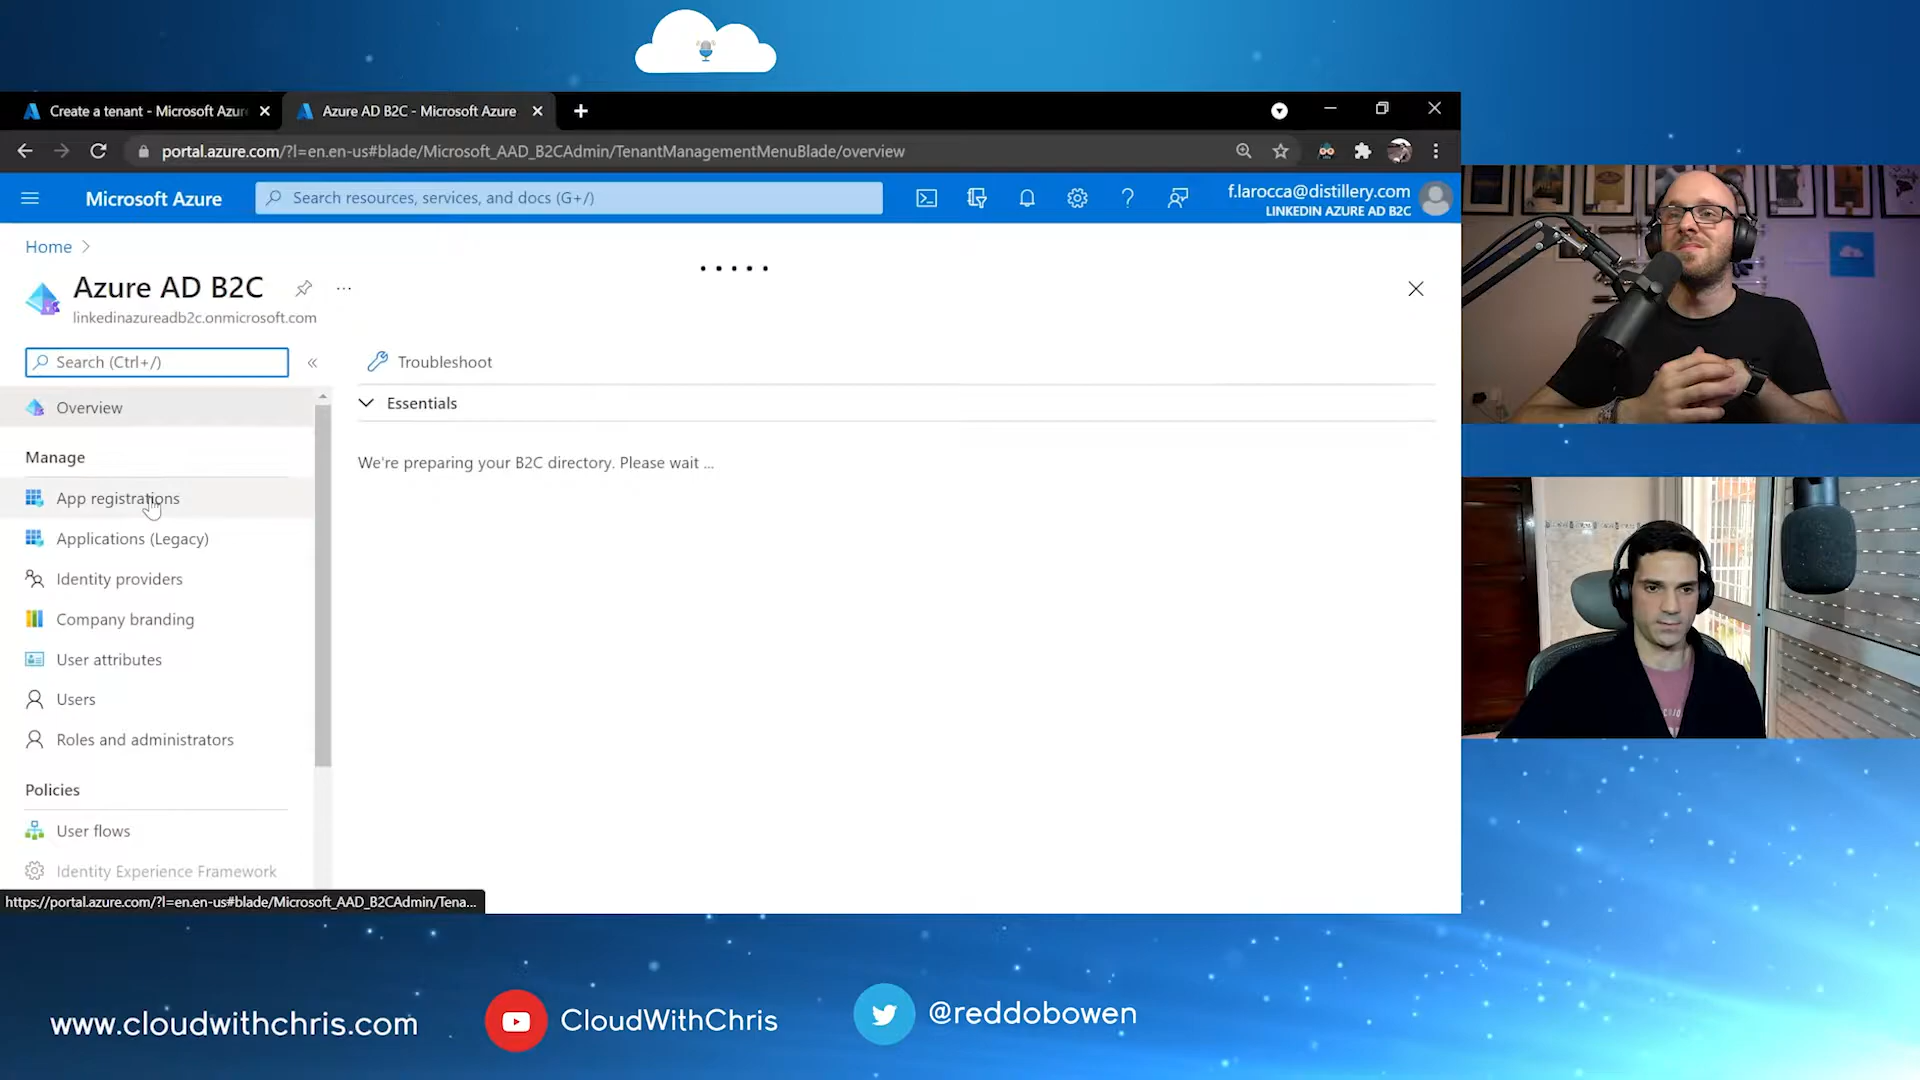 Create a tenant - Microsoft Azur
Azure AD B2C - Microsoft Azure
portal.azure.com/?l=en.en-us#blade/Microsoft_AAD_B2CAdmin/TenantManagementMenuBlade/overview
Microsoft Azure
Search resources, services, and docs (G+/)
f.larocca@distillery.com
LINKEDIN AZURE AD B2C
Home
Azure AD B2C
linkedinazureadb2c.onmicrosoft.com
Search (Ctrl+/)
Troubleshoot
Overview
Essentials
Manage
We're preparing your B2C directory. Please wait ...
App registrations
Applications (Legacy)
Identity providers
Company branding
User attributes
Users
Roles and administrators
Policies
User flows
Identity Experience Framework
https://portal.azure.com/?l=en.en-us#blade/Microsoft_AAD_B2CAdmin/Tena...
www.cloudwithchris.com
CloudWithChris
@reddobowen